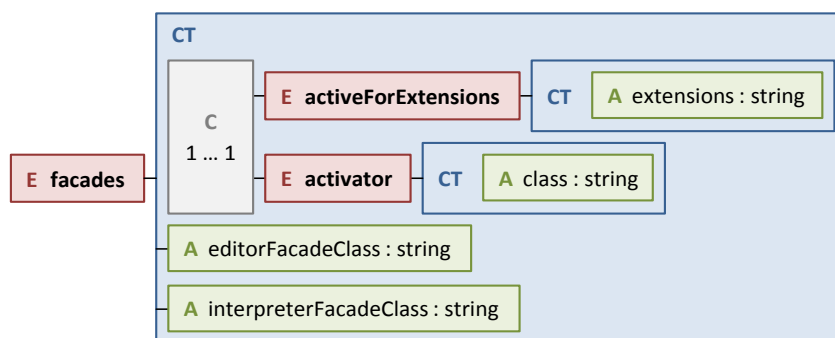 CT
E activeForExtensions
CT
A extensions : string
C
1 ... 1
E facades
E activator
CT
A class : string
A editorFacadeClass : string
A interpreterFacadeClass : string